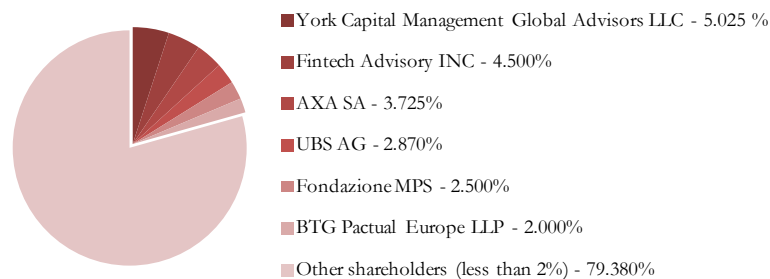 York Capital Management Global Advisors LLC - 5.025 %
Fintech Advisory INC - 4.500%
AXA SA - 3.725%
UBS AG - 2.870%
Fondazione MPS - 2.500%
BTG Pactual Europe LLP - 2.000%
Other shareholders (less than 2%) - 79.380%